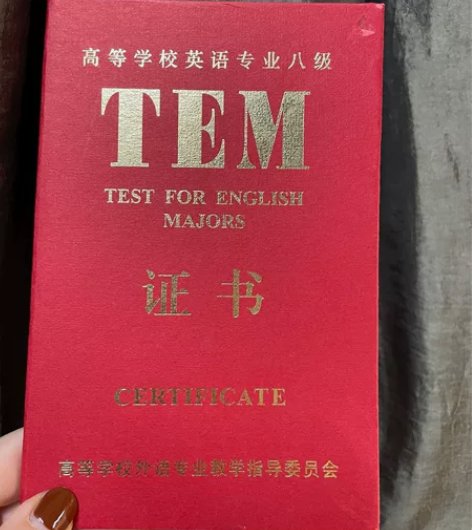 高等学校英语专业八级
TEM
TEST FOR ENGLISH
MAJORS
证书
CERTIFICATE
高等学校外语专业教学指导委员会